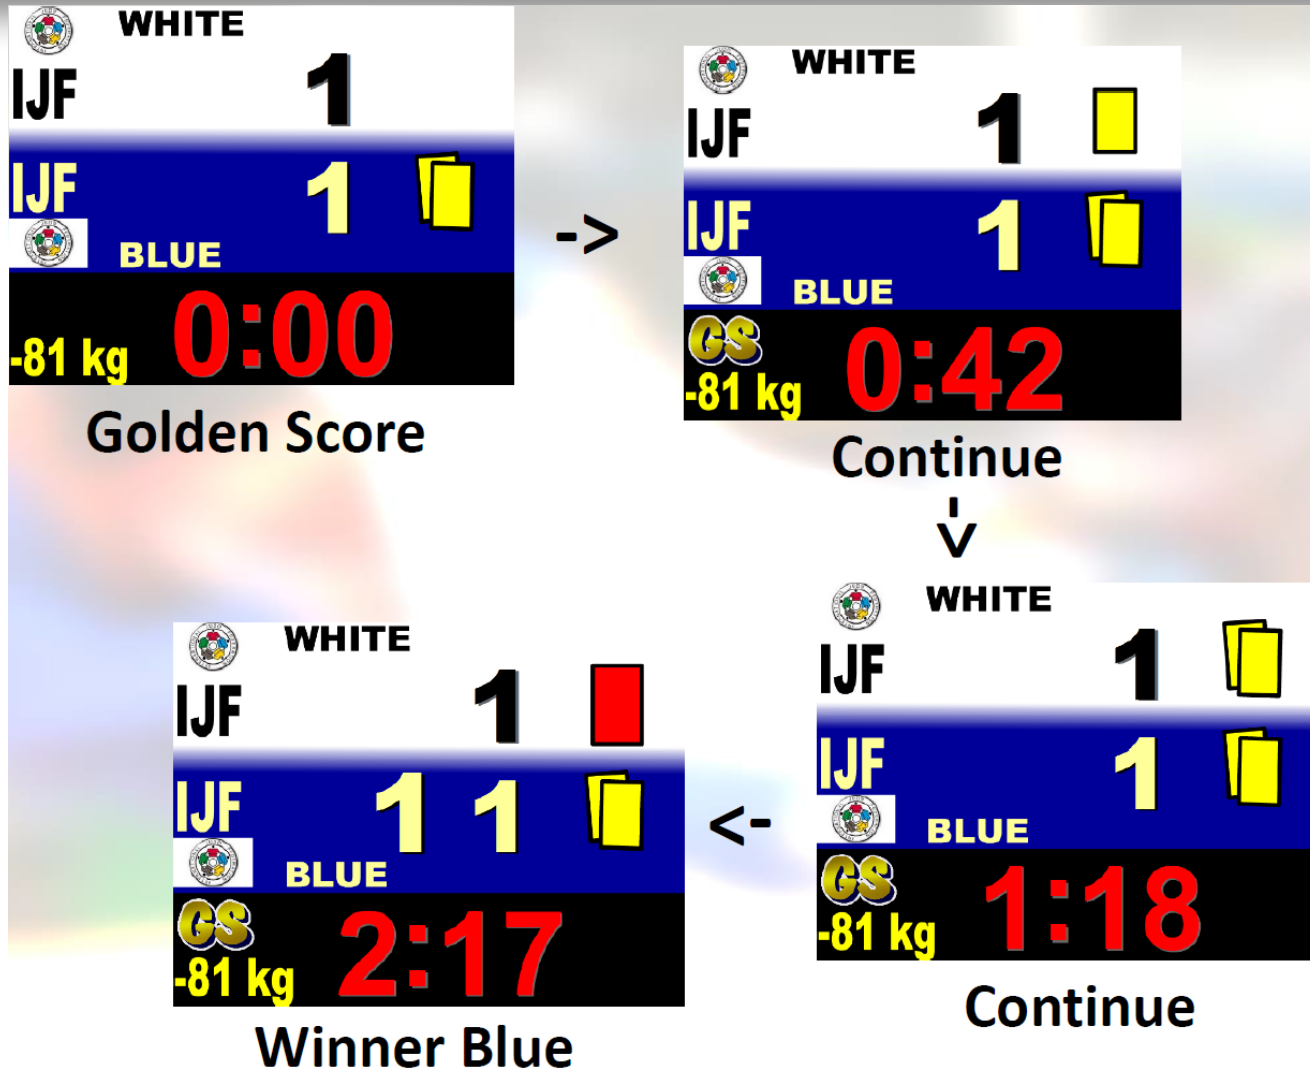 WHITE
IJF 1
IJF 1
BLUE
-81 kg 0:00
Golden Score
->
WHITE
IJF 1
IJF 1
BLUE
GS
-81 kg 0:42
Continue
->
WHITE
IJF 1
IJF 1
BLUE
GS
-81 kg 1:18
Continue
<-
WHITE
IJF 1
IJF 1 1
BLUE
GS
-81 kg 2:17
Winner Blue